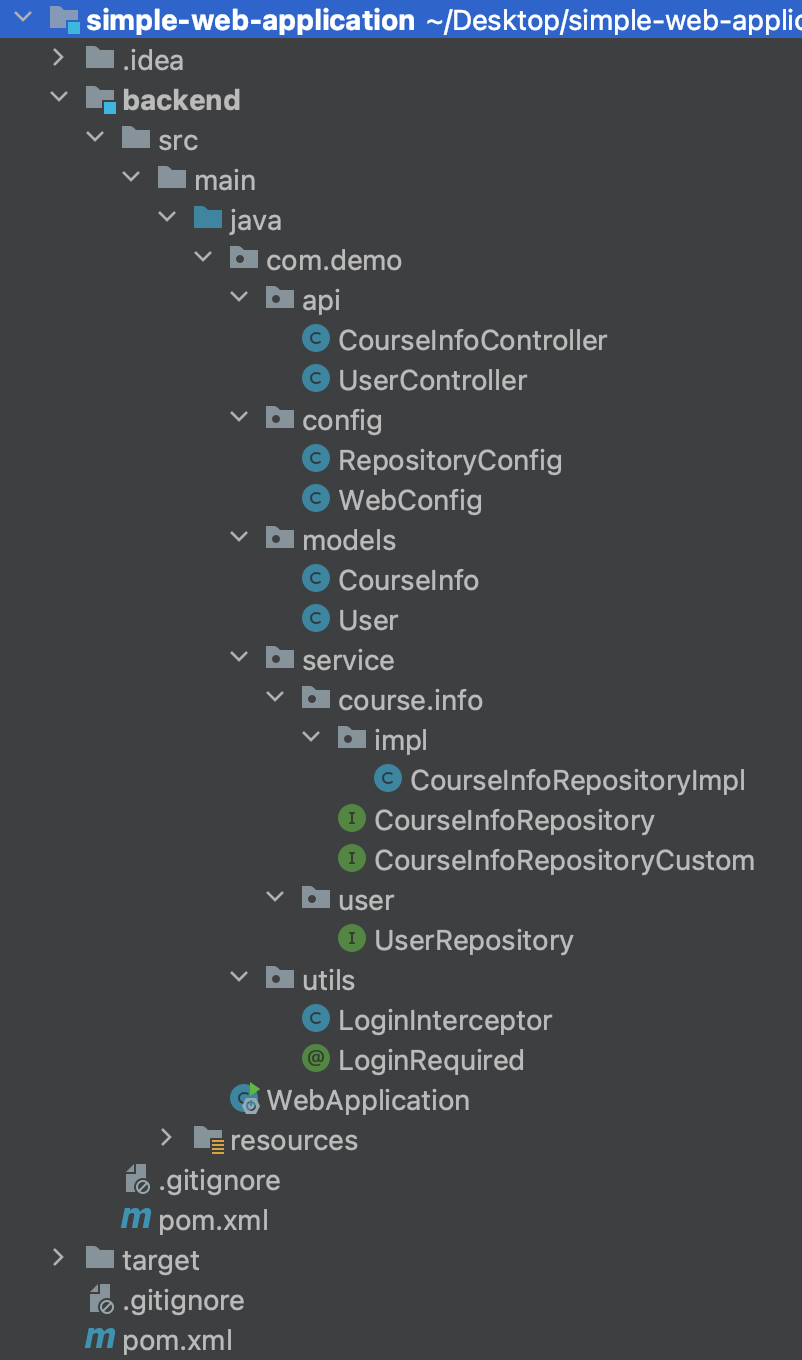 simple-web-application ~/Desktop/simple-web-applic
.idea
backend
src
main
java
com.demo
api
CourseInfoController
UserController
config
RepositoryConfig
WebConfig
models
CourseInfo
User
service
course.info
impl
CourseInfoRepositoryImpl
CourseInfoRepository
CourseInfoRepositoryCustom
user
UserRepository
utils
LoginInterceptor
LoginRequired
WebApplication
resources
.gitignore
pom.xml
target
.gitignore
pom.xml